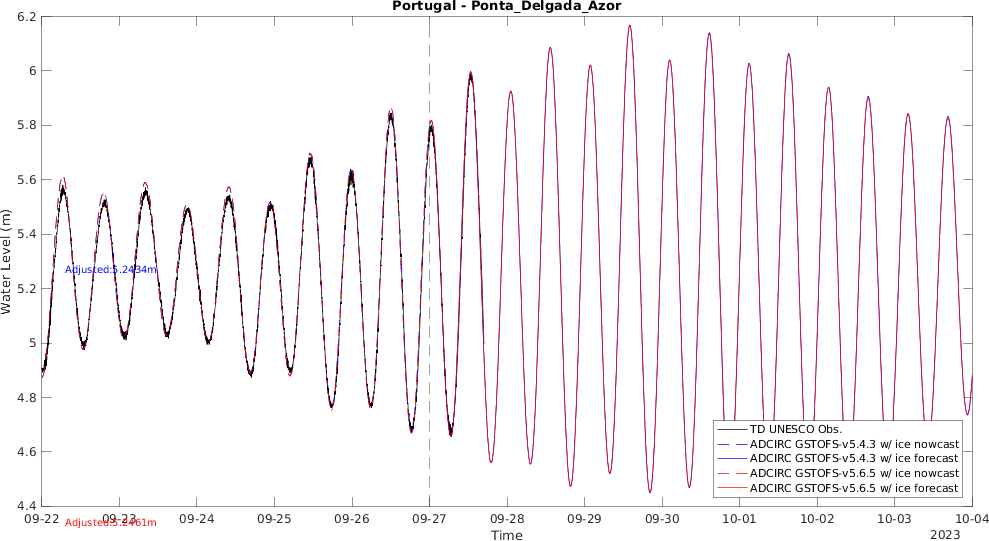 Portugal - Ponta_Delgada_Azor
6.2
6
5.8
5.6
5.4
5.2
5
4.8
4.6
4.4
Water Level (m)
Adjusted:5.2434m
Adjusted:5.2461m
TD UNESCO Obs.
ADCIRC GSTOFS-v5.4.3 w/ ice nowcast
ADCIRC GSTOFS-v5.4.3 w/ ice forecast
ADCIRC GSTOFS-v5.6.5 w/ ice nowcast
ADCIRC GSTOFS-v5.6.5 w/ ice forecast
09-22 09-23 09-24 09-25 09-26 09-27 09-28 09-29 09-30 10-01 10-02 10-03 10-04
Time
2023